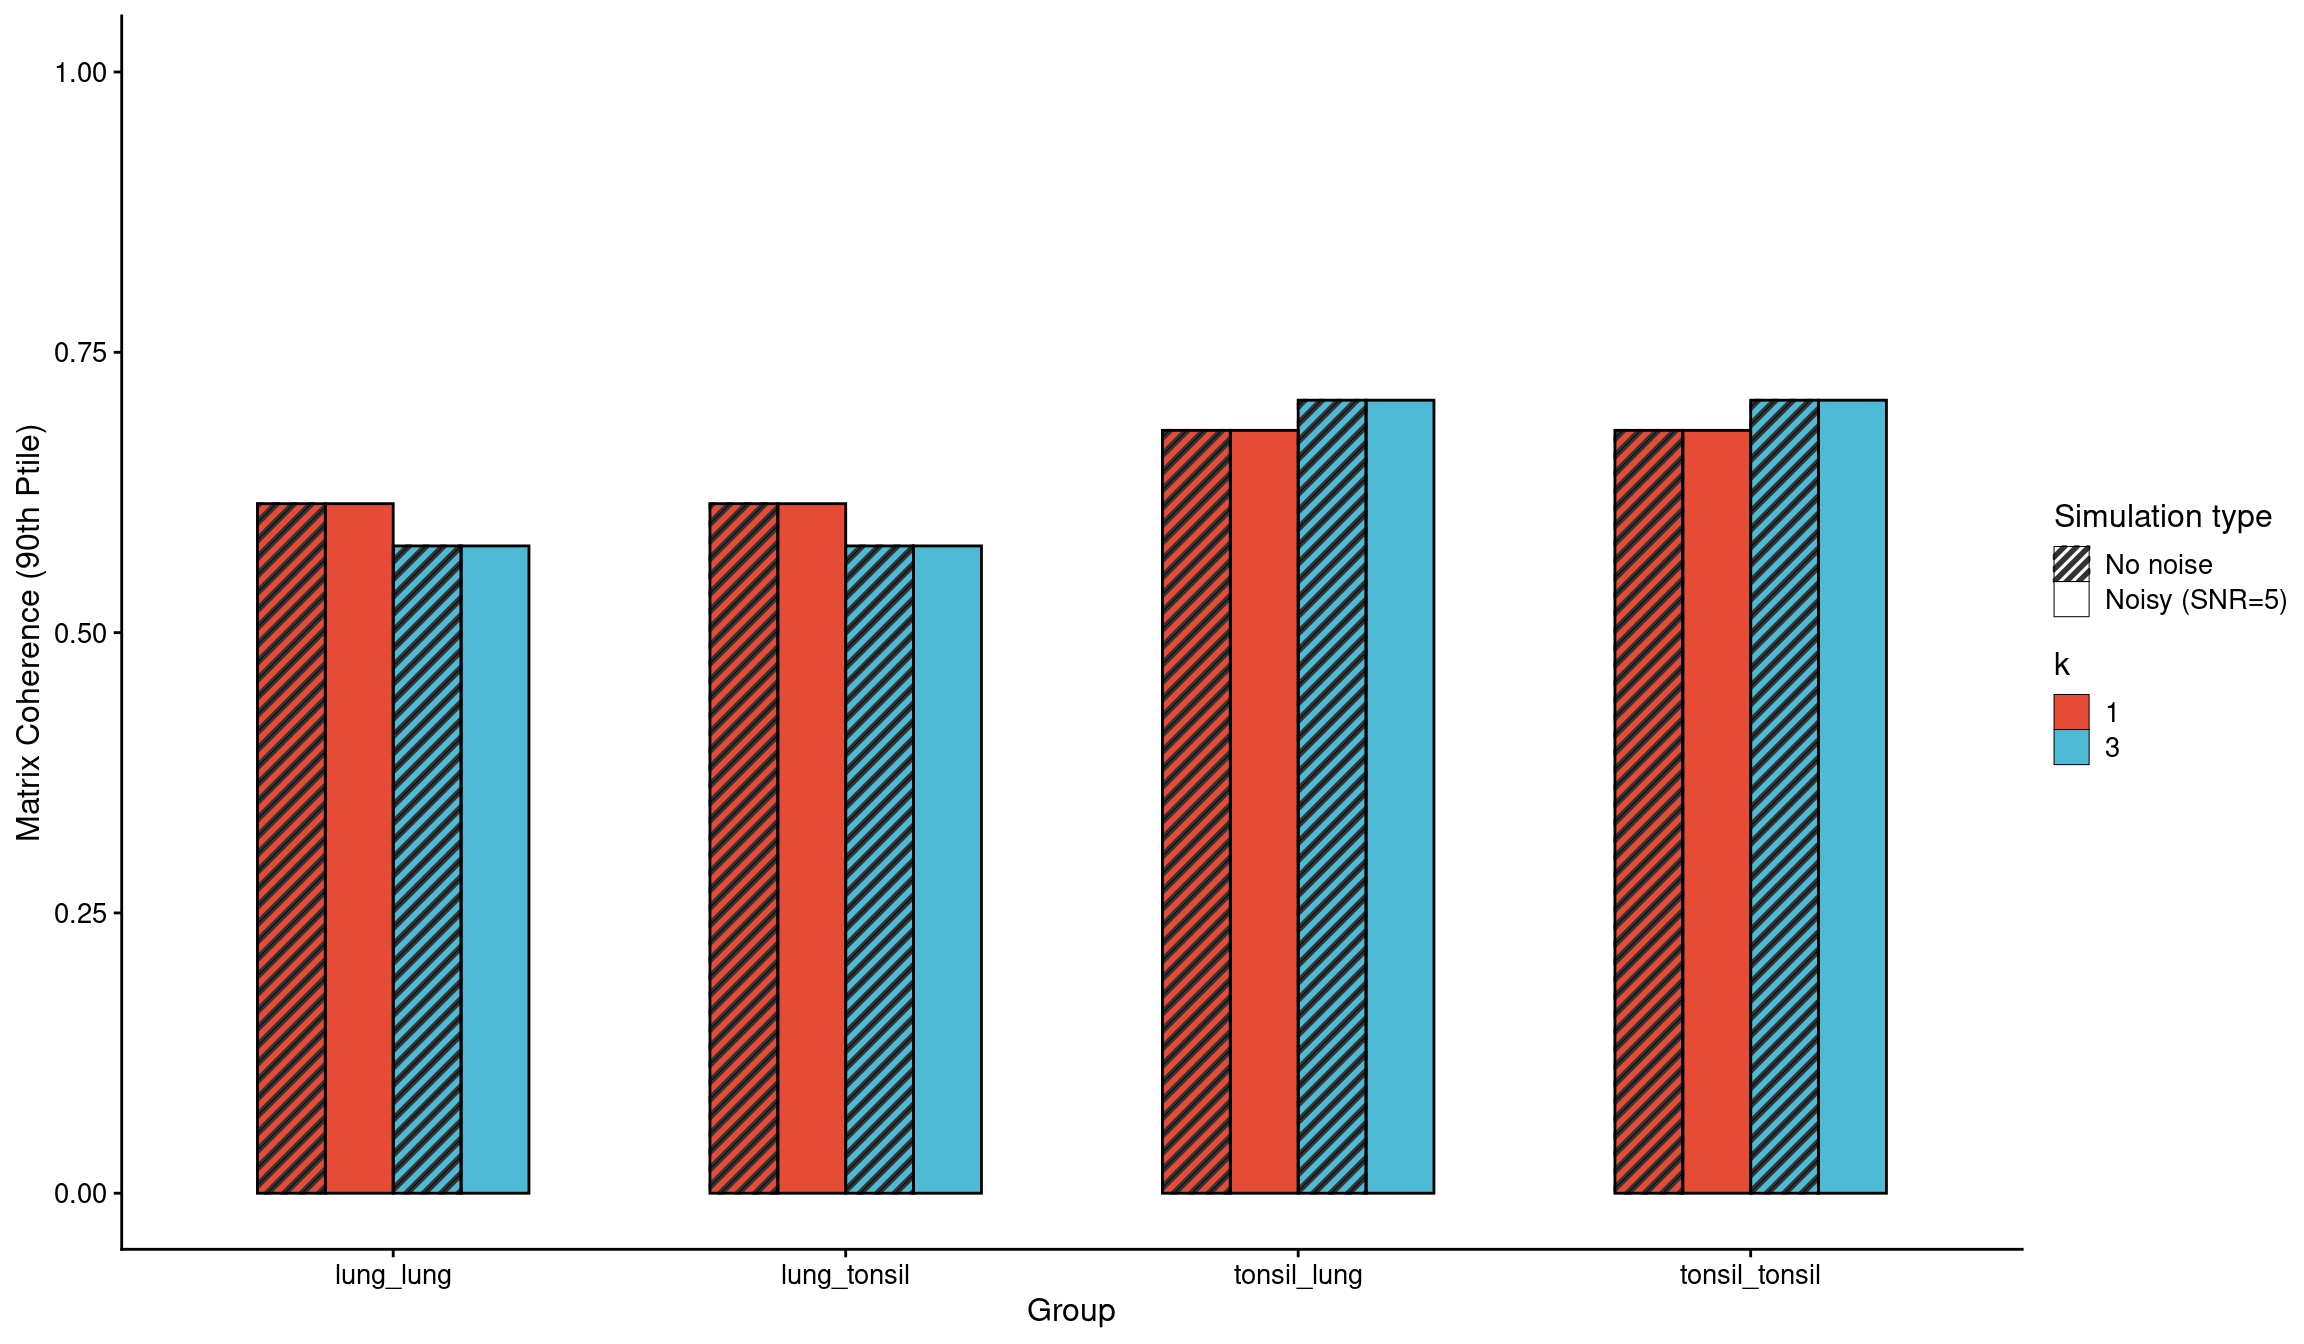 Matrix Coherence (90th Ptile)
1.00
0.75
0.50
0.25
0.00
lung_lung
lung_tonsil
tonsil_lung
tonsil_tonsil
Group
Simulation type
No noise
Noisy (SNR=5)
k
1
3